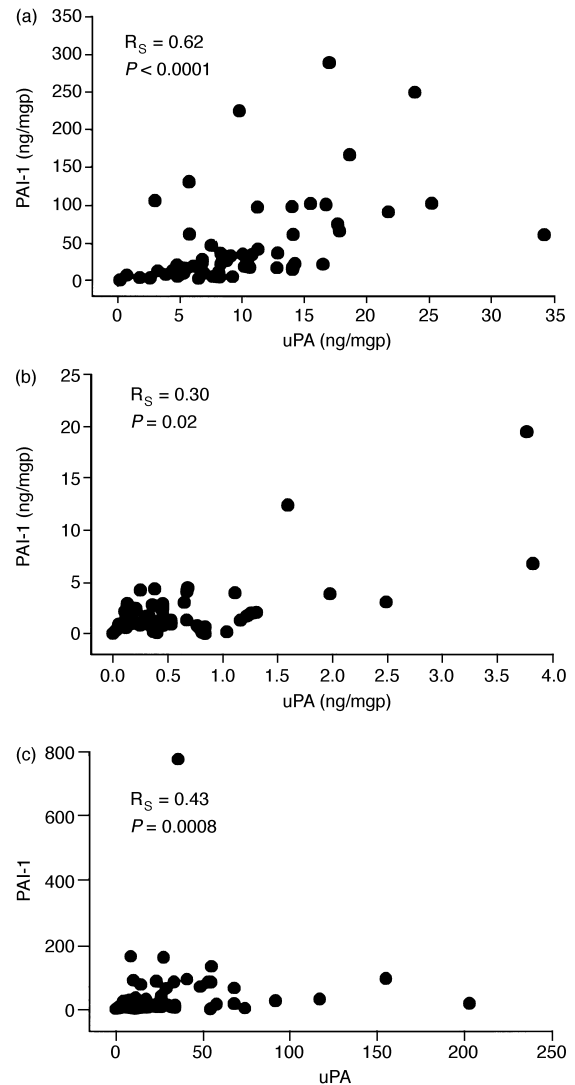 (a)
350
300
250
200
150
100
50
0
PAI-1 (ng/mgp)
R_S = 0.62
P < 0.0001
0 5 10 15 20 25 30 35
uPA (ng/mgp)
(b)
25
20
15
10
5
0
PAI-1 (ng/mgp)
R_S = 0.30
P = 0.02
0.0 0.5 1.0 1.5 2.0 2.5 3.0 3.5 4.0
uPA (ng/mgp)
(c)
800
600
400
200
0
PAI-1
R_S = 0.43
P = 0.0008
0 50 100 150 200 250
uPA